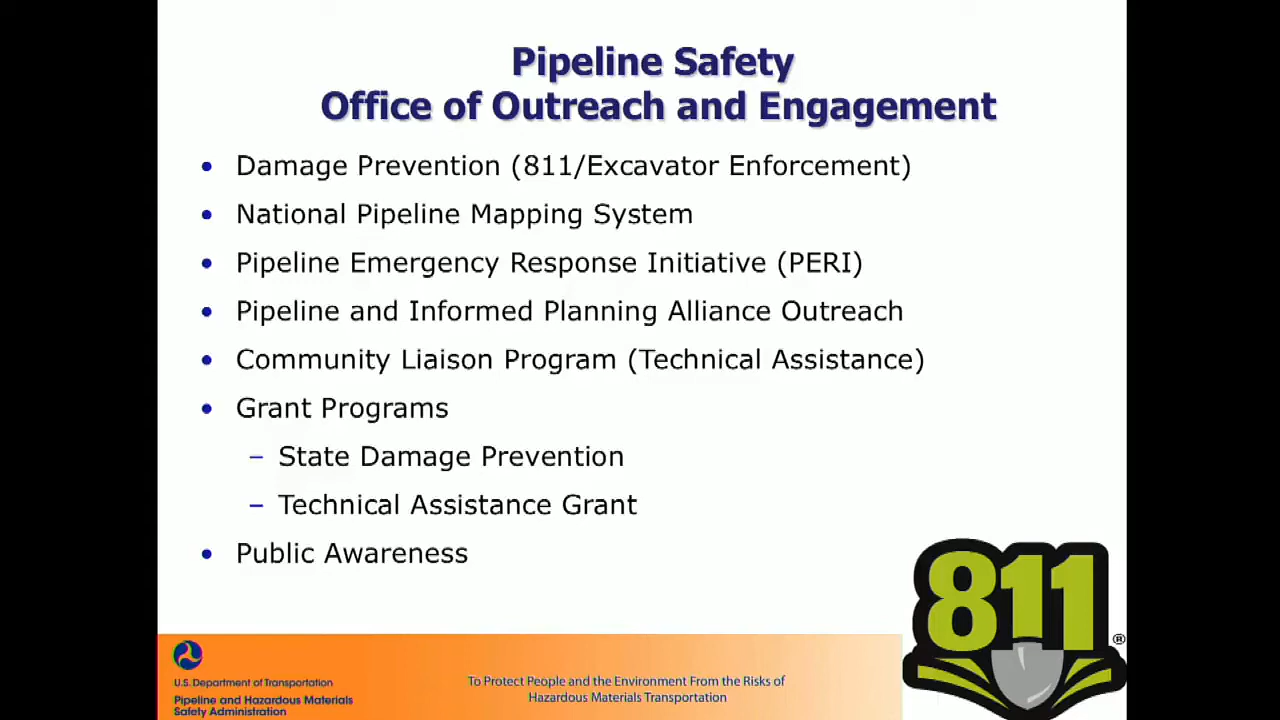 Pipeline Safety
Office of Outreach and Engagement
• Damage Prevention (811/Excavator Enforcement)
• National Pipeline Mapping System
• Pipeline Emergency Response Initiative (PERI)
• Pipeline and Informed Planning Alliance Outreach
• Community Liaison Program (Technical Assistance)
• Grant Programs
– State Damage Prevention
– Technical Assistance Grant
• Public Awareness
811®
U.S. Department of Transportation
Pipeline and Hazardous Materials
Safety Administration
To Protect People and the Environment From the Risks of
Hazardous Materials Transportation